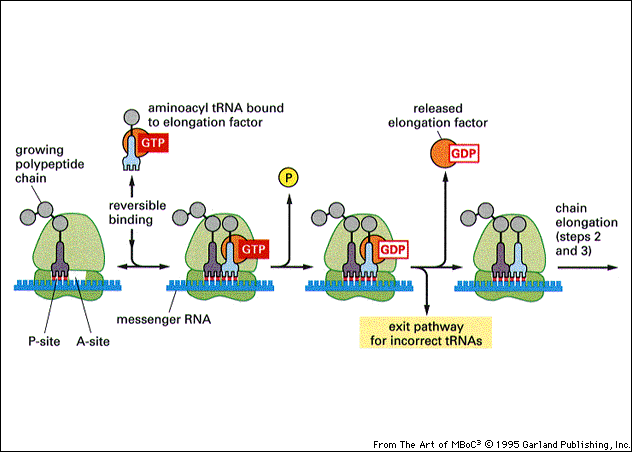 aminoacyl tRNA bound
to elongation factor
GTP
growing
polypeptide
chain
reversible
binding
GTP
P
released
elongation factor
GDP
GDP
chain
elongation
(steps 2
and 3)
messenger RNA
P-site
A-site
exit pathway
for incorrect tRNAs
From The Art of MBoC³ © 1995 Garland Publishing, Inc.